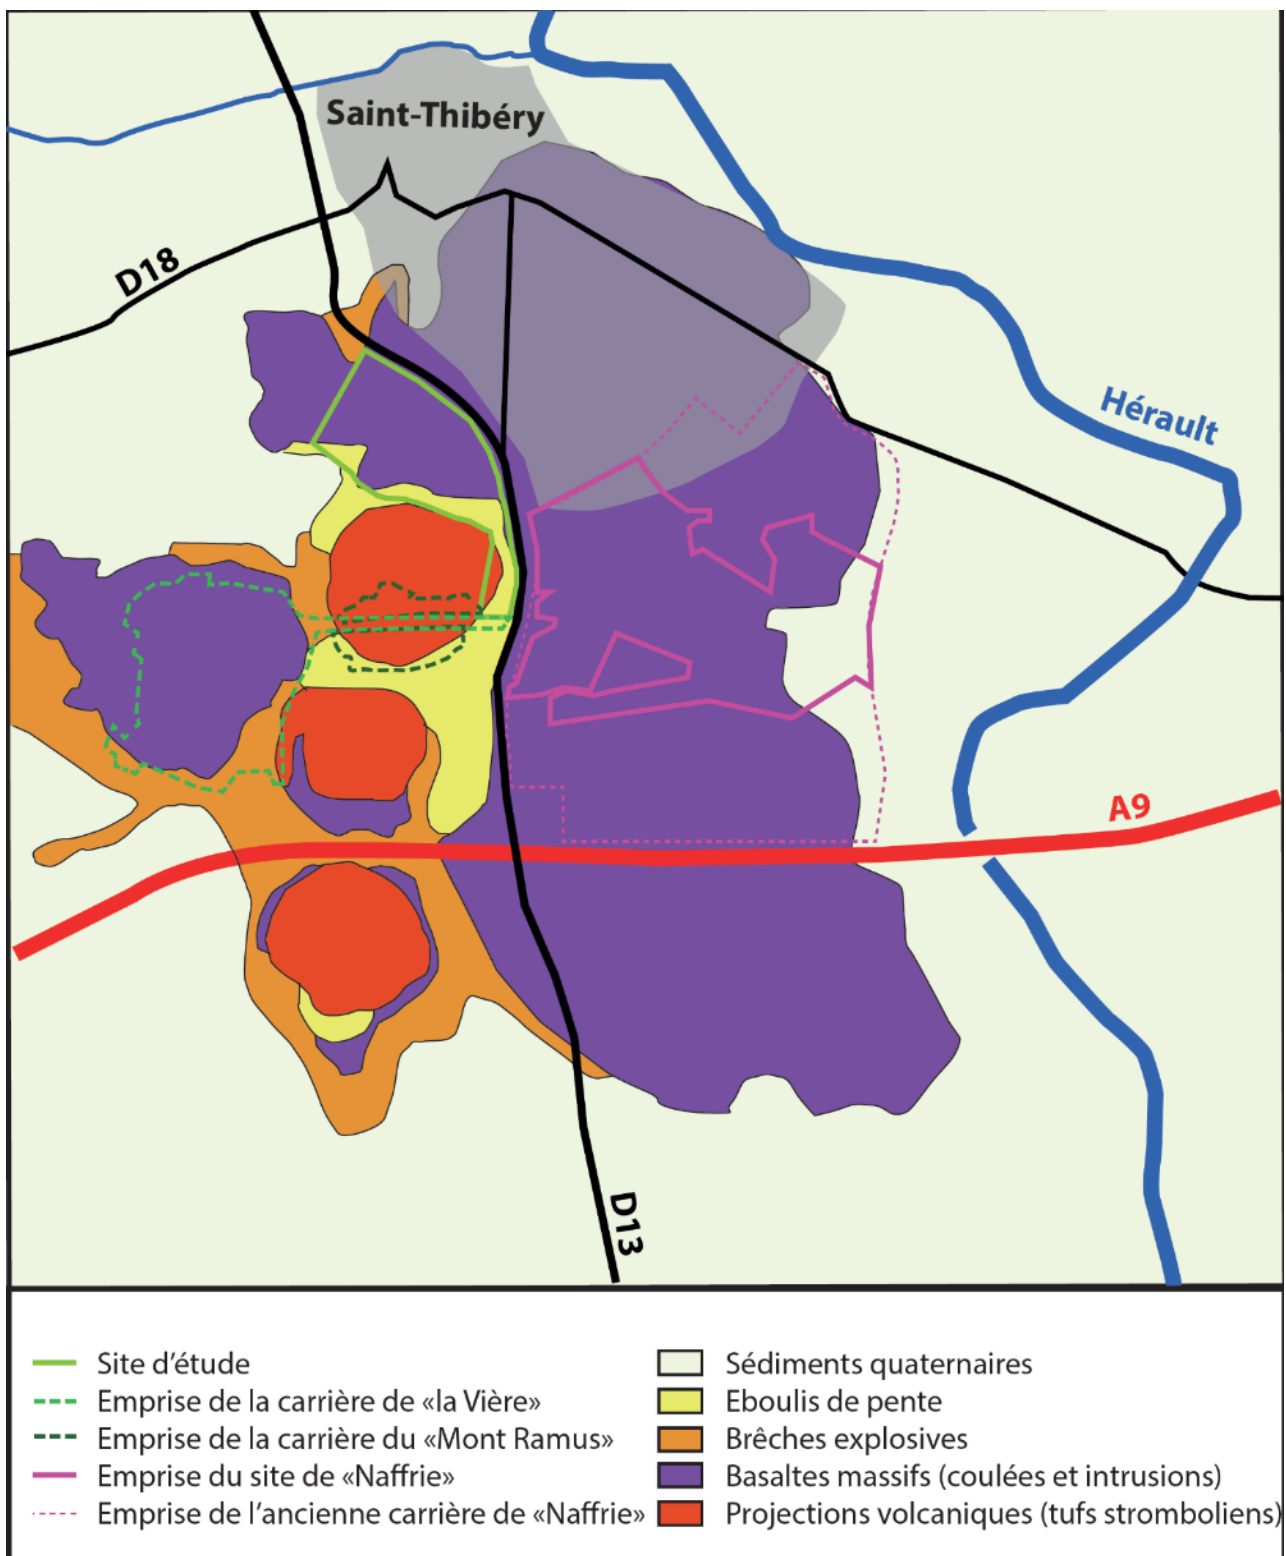 Saint-Thibéry
D18
Hérault
A9
D13
Site d'étude
Emprise de la carrière de «la Vière»
Emprise de la carrière du «Mont Ramus»
Emprise du site de «Naffrie»
Emprise de l'ancienne carrière de «Naffrie»
Sédiments quaternaires
Eboulis de pente
Brêches explosives
Basaltes massifs (coulées et intrusions)
Projections volcaniques (tufs stromboliens)